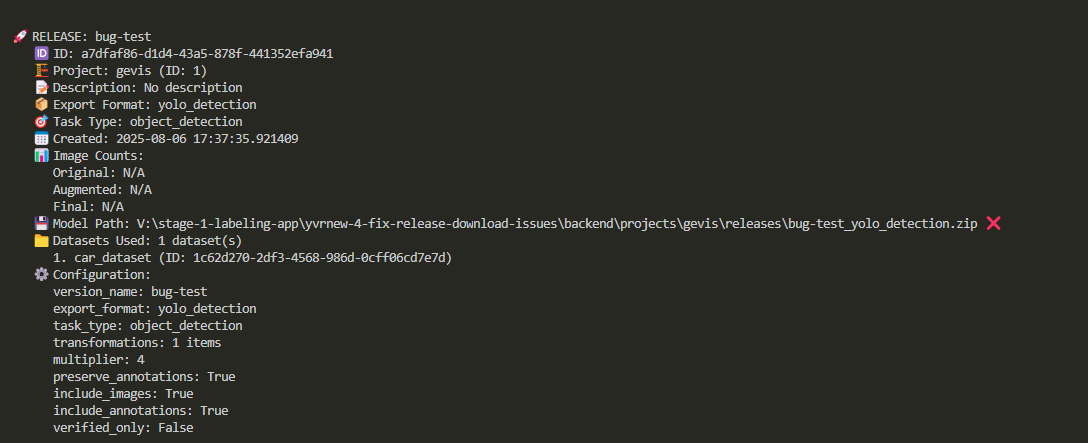 🚀 RELEASE: bug-test
🆔 ID: a7dfaf86-d1d4-43a5-878f-441352efa941
🏗️ Project: gevis (ID: 1)
📝 Description: No description
📦 Export Format: yolo_detection
🎯 Task Type: object_detection
📅 Created: 2025-08-06 17:37:35.921409
📊 Image Counts:
Original: N/A
Augmented: N/A
Final: N/A
💾 Model Path: V:\stage-1-labeling-app\yvrnew-4-fix-release-download-issues\backend\projects\gevis\releases\bug-test_yolo_detection.zip ❌
📁 Datasets Used: 1 dataset(s)
1. car_dataset (ID: 1c62d270-2df3-4568-986d-0cff06cd7e7d)
⚙️ Configuration:
version_name: bug-test
export_format: yolo_detection
task_type: object_detection
transformations: 1 items
multiplier: 4
preserve_annotations: True
include_images: True
include_annotations: True
verified_only: False